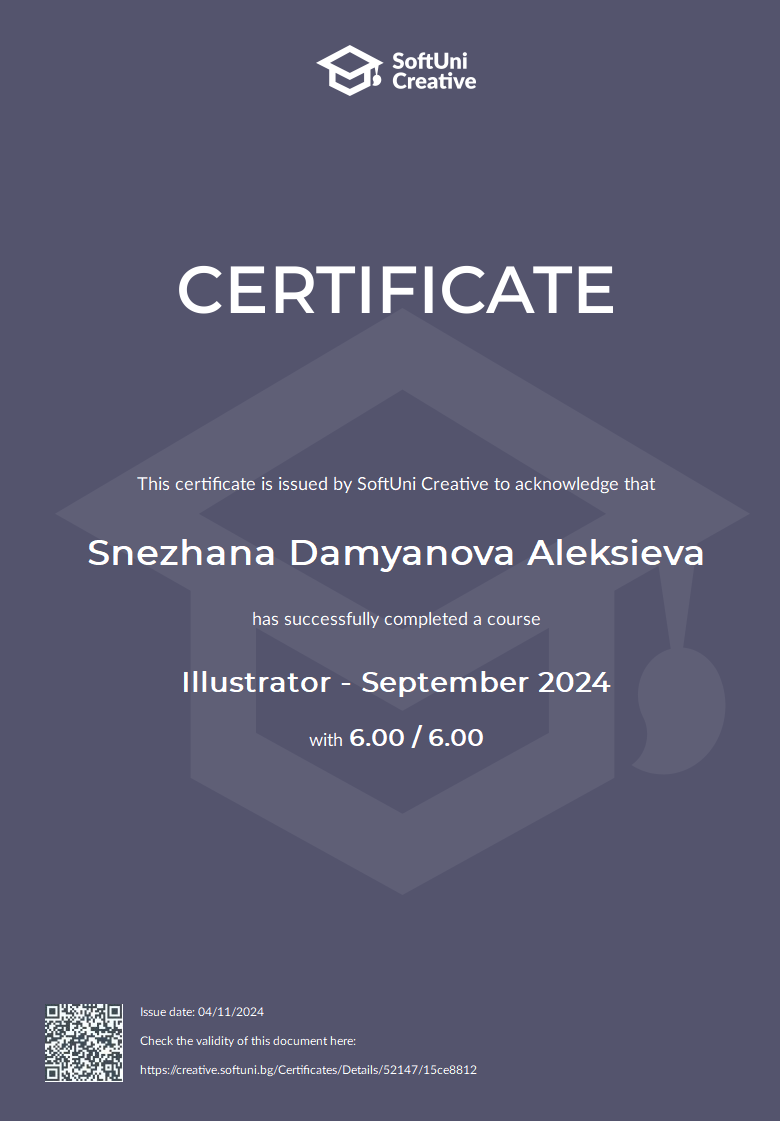 SoftUni
Creative
CERTIFICATE
This certificate is issued by SoftUni Creative to acknowledge that
Snezhana Damyanova Aleksieva
has successfully completed a course
Illustrator - September 2024
with 6.00 / 6.00
Issue date: 04/11/2024
Check the validity of this document here:
https://creative.softuni.bg/Certificates/Details/52147/15ce8812